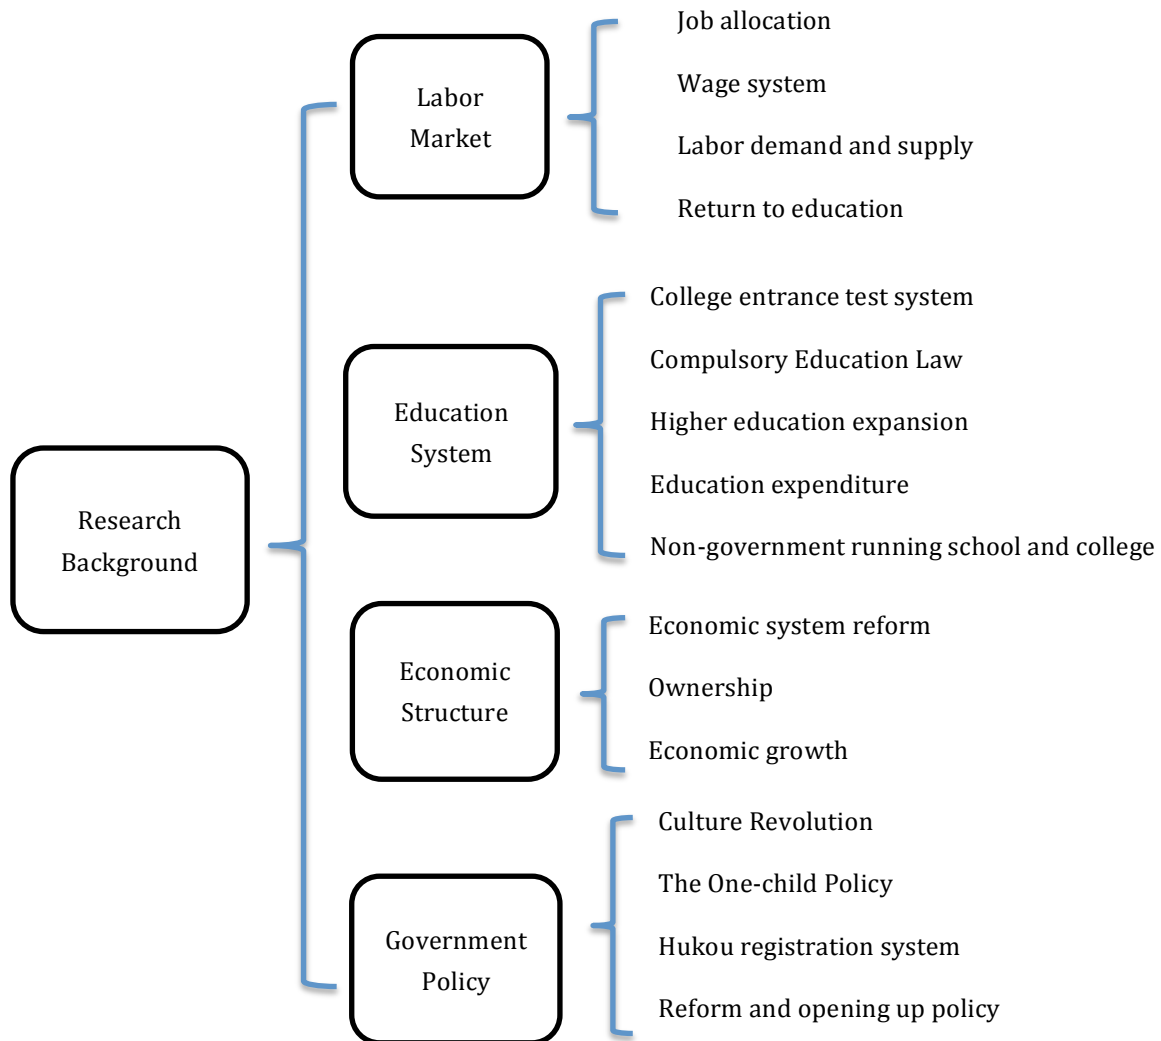 Research
Background
Labor
Market
Job allocation
Wage system
Labor demand and supply
Return to education
Education
System
College entrance test system
Compulsory Education Law
Higher education expansion
Education expenditure
Non-government running school and college
Economic
Structure
Economic system reform
Ownership
Economic growth
Government
Policy
Culture Revolution
The One-child Policy
Hukou registration system
Reform and opening up policy